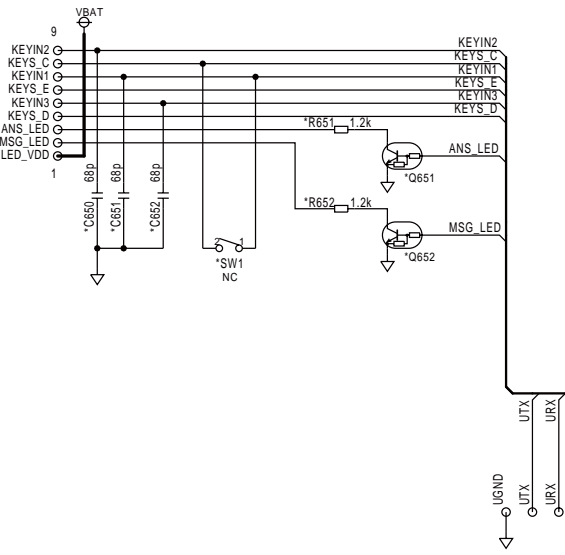 VBAT
9
KEYIN2
KEYS_C
KEYIN1
KEYS_E
KEYIN3
KEYS_D
ANS_LED
MSG_LED
LED_VDD
1
KEYIN2
KEYS_C
KEYIN1
KEYS_E
KEYIN3
KEYS_D
*R651 1.2k
ANS_LED
*Q651
68p
68p
68p
*C650
*C651
*C652
*R652 1.2k
MSG_LED
*Q652
2 1
*SW1
NC
UTX
URX
UGND
UTX
URX